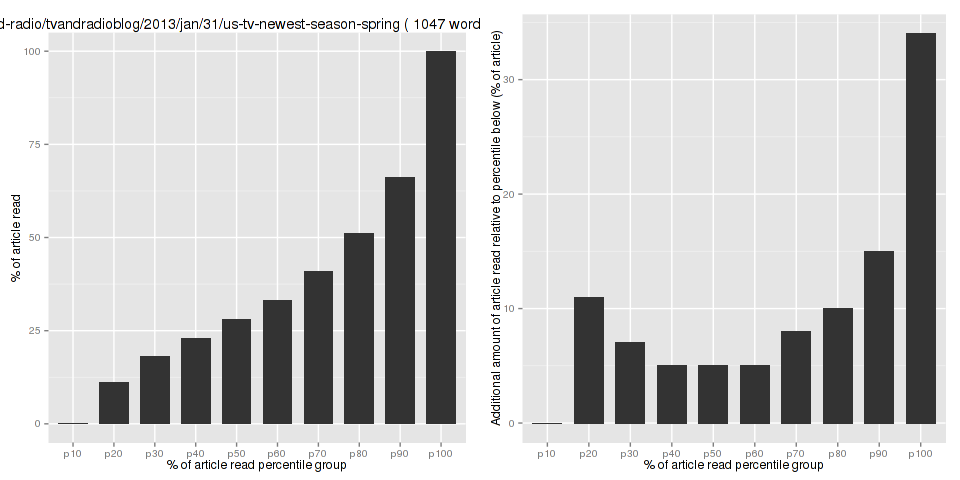 d-radio/tvandradioblog/2013/jan/31/us-tv-newest-season-spring ( 1047 word
100
75
50
25
0
% of article read
p10 p20 p30 p40 p50 p60 p70 p80 p90 p100
% of article read percentile group
30
20
10
0
Additional amount of article read relative to percentile below (% of article)
p10 p20 p30 p40 p50 p60 p70 p80 p90 p100
% of article read percentile group